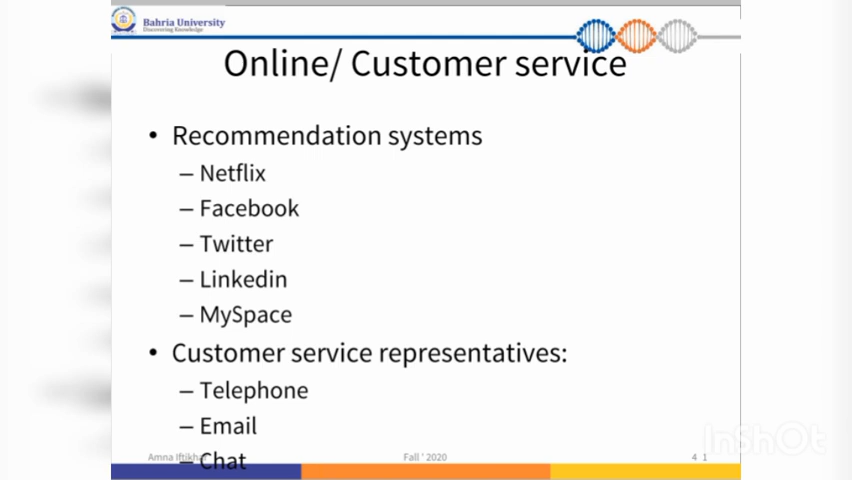 Bahria University
Discovering Knowledge
Online/ Customer service
• Recommendation systems
– Netflix
– Facebook
– Twitter
– Linkedin
– MySpace
• Customer service representatives:
– Telephone
– Email
– Chat
Amna Iftikhar Fall ' 2020 4 1
InShOt